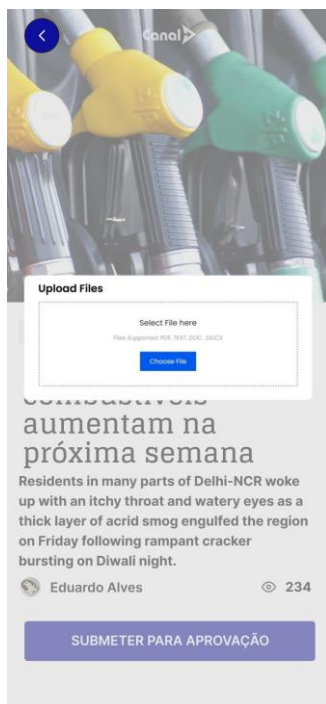 Canal
Upload Files
Select File here
Files Supported: PDF, TEXT, DOC , DOCX
Choose File
combustíveis
aumentam na
próxima semana
Residents in many parts of Delhi-NCR woke
up with an itchy throat and watery eyes as a
thick layer of acrid smog engulfed the region
on Friday following rampant cracker
bursting on Diwali night.
Eduardo Alves
234
SUBMETER PARA APROVAÇÃO